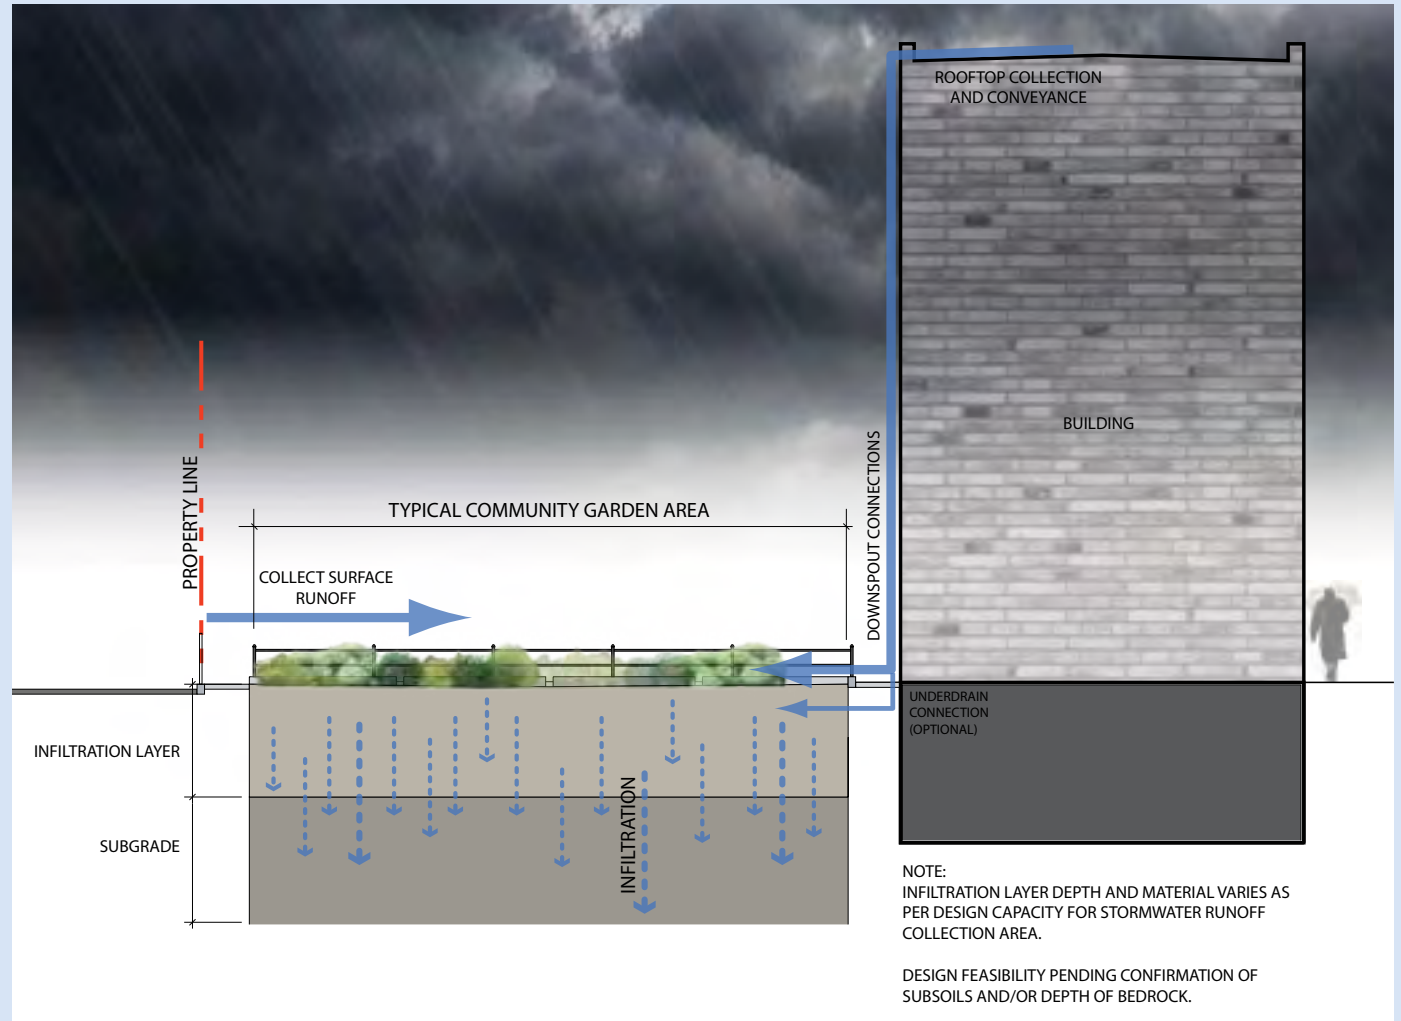 ROOFTOP COLLECTION
AND CONVEYANCE
BUILDING
DOWNSPOUT CONNECTIONS
PROPERTY LINE
TYPICAL COMMUNITY GARDEN AREA
COLLECT SURFACE
RUNOFF
UNDERDRAIN
CONNECTION
(OPTIONAL)
INFILTRATION LAYER
SUBGRADE
INFILTRATION
NOTE:
INFILTRATION LAYER DEPTH AND MATERIAL VARIES AS
PER DESIGN CAPACITY FOR STORMWATER RUNOFF
COLLECTION AREA.
DESIGN FEASIBILITY PENDING CONFIRMATION OF
SUBSOILS AND/OR DEPTH OF BEDROCK.